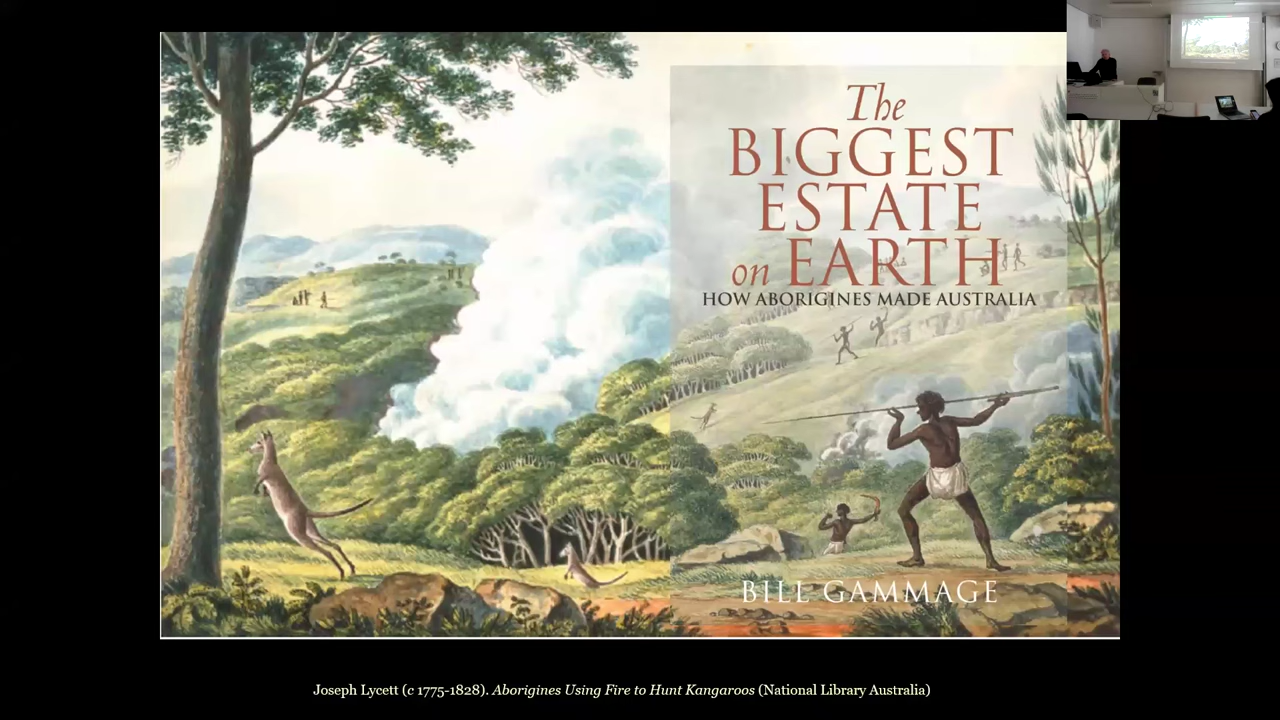 The
BIGGEST
ESTATE
on EARTH
HOW ABORIGINES MADE AUSTRALIA
BILL GAMMAGE
Joseph Lycett (c 1775-1828). Aborigines Using Fire to Hunt Kangaroos (National Library Australia)